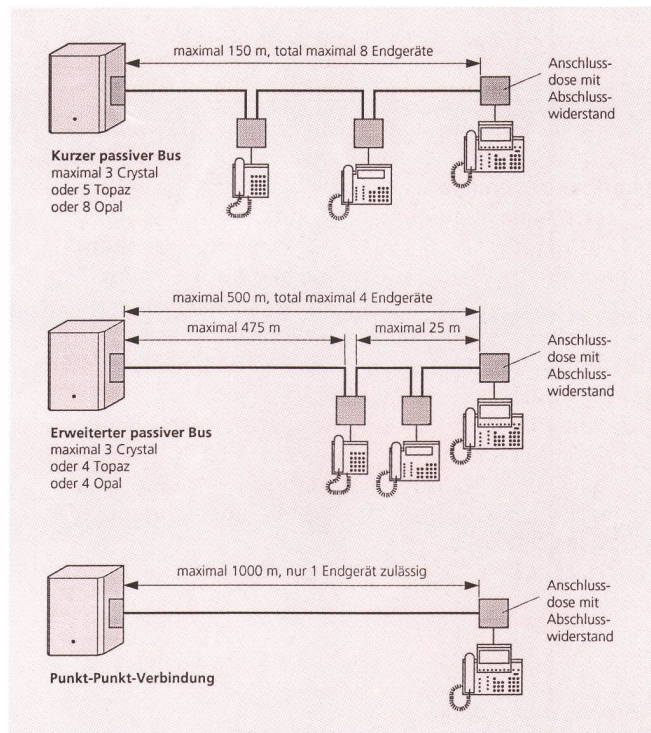 maximal 150 m, total maximal 8 Endgeräte
Anschluss-
dose mit
Abschluss-
widerstand
Kurzer passiver Bus
maximal 3 Crystal
oder 5 Topaz
oder 8 Opal
maximal 500 m, total maximal 4 Endgeräte
maximal 475 m
maximal 25 m
Anschluss-
dose mit
Abschluss-
widerstand
Erweiterter passiver Bus
maximal 3 Crystal
oder 4 Topaz
oder 4 Opal
maximal 1000 m, nur 1 Endgerät zulässig
Anschluss-
dose mit
Abschluss-
widerstand
Punkt-Punkt-Verbindung